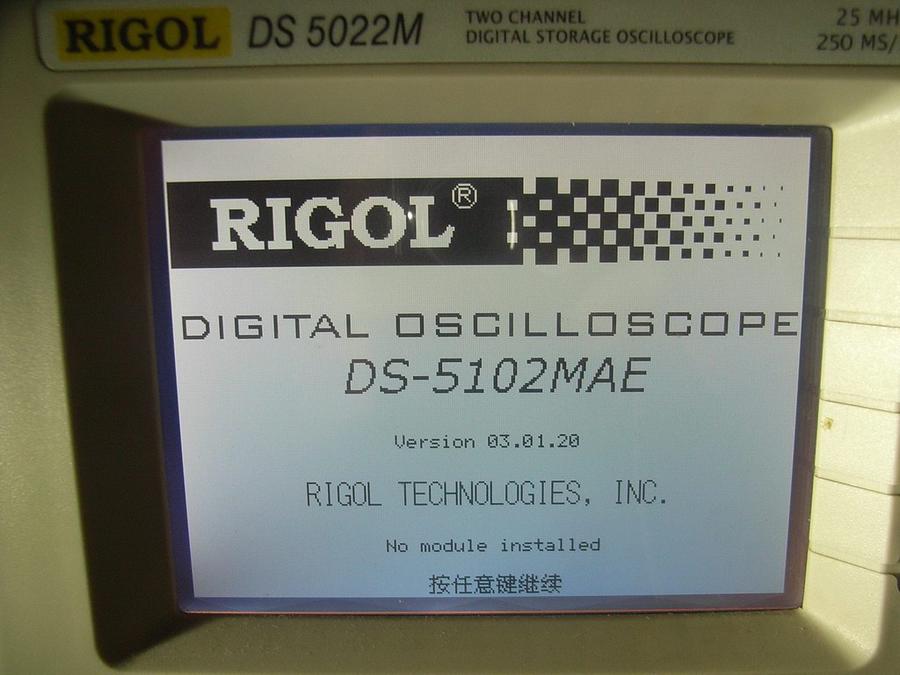 RIGOL DS 5022M TWO CHANNEL 25 MH
DIGITAL STORAGE OSCILLOSCOPE 250 MS/
RIGOL®
DIGITAL OSCILLOSCOPE
DS-5102MAE
Version 03.01.20
RIGOL TECHNOLOGIES, INC.
No module installed
按任意键继续